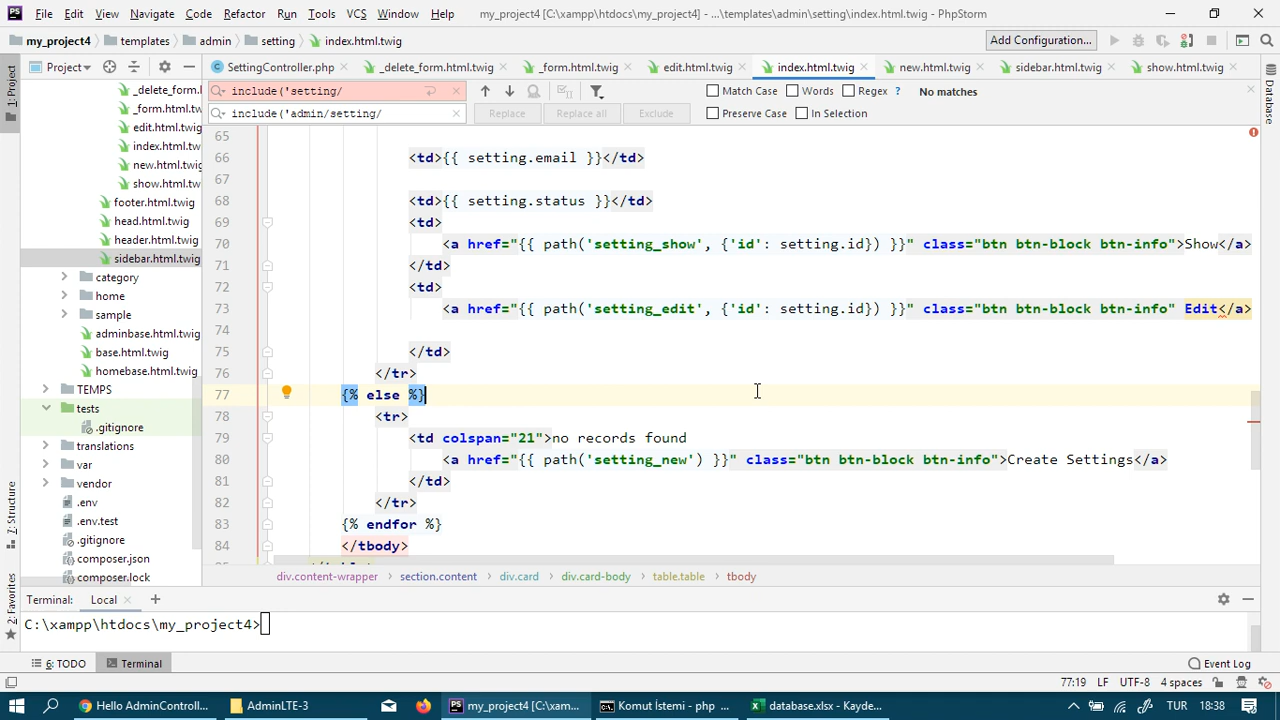 File Edit View Navigate Code Refactor Run Tools VCS Window Help my_project4 [C:\xampp\htdocs\my_project4] - ...\templates\admin\setting\index.html.twig - PhpStorm
my_project4 templates admin setting index.html.twig Add Configuration...
Project SettingController.php _delete_form.html.twig _form.html.twig edit.html.twig index.html.twig new.html.twig sidebar.html.twig show.html.twig
1: Project
Database
include('setting/ Match Case Words Regex ? No matches
include('admin/setting/ Replace Replace all Exclude Preserve Case In Selection
_delete_form.
_form.html.tw
edit.html.twig
index.html.tw
new.html.twig
show.html.twig
footer.html.twig
head.html.twig
header.html.twig
sidebar.html.twig
category
home
sample
adminbase.html.twig
base.html.twig
homebase.html.twig
TEMPS
tests
.gitignore
translations
var
vendor
.env
.env.test
.gitignore
composer.json
composer.lock
65
66 <td>{{ setting.email }}</td>
67
68 <td>{{ setting.status }}</td>
69 <td>
70 <a href="{{ path('setting_show', {'id': setting.id}) }}" class="btn btn-block btn-info">Show</a>
71 </td>
72 <td>
73 <a href="{{ path('setting_edit', {'id': setting.id}) }}" class="btn btn-block btn-info" Edit</a>
74
75 </td>
76 </tr>
77 {% else %}
78 <tr>
79 <td colspan="21">no records found
80 <a href="{{ path('setting_new') }}" class="btn btn-block btn-info">Create Settings</a>
81 </td>
82 </tr>
83 {% endfor %}
84 </tbody>
div.content-wrapper section.content div.card div.card-body table.table tbody
Z: Structure
2: Favorites
Terminal: Local
C:\xampp\htdocs\my_project4>
6: TODO Terminal Event Log
77:19 LF UTF-8 4 spaces
Hello AdminControll... AdminLTE-3 my_project4 [C:\xam... Komut İstemi - php ... database.xlsx - Kayde... TUR 18:38